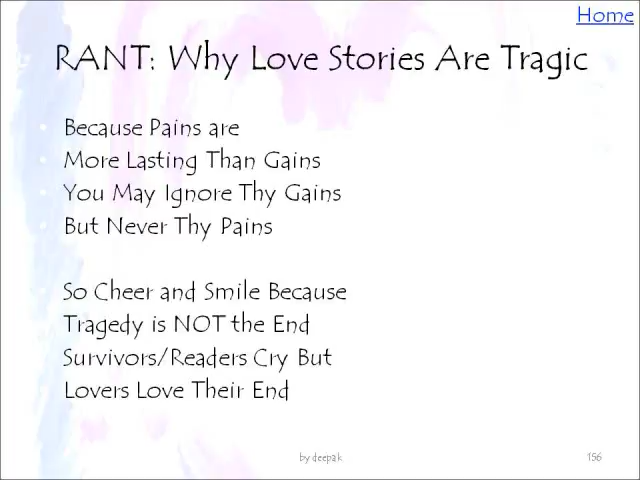 Home
RANT: Why Love Stories Are Tragic
• Because Pains are
• More Lasting Than Gains
• You May Ignore Thy Gains
• But Never Thy Pains
So Cheer and Smile Because
Tragedy is NOT the End
Survivors/Readers Cry But
Lovers Love Their End
by deepak
156